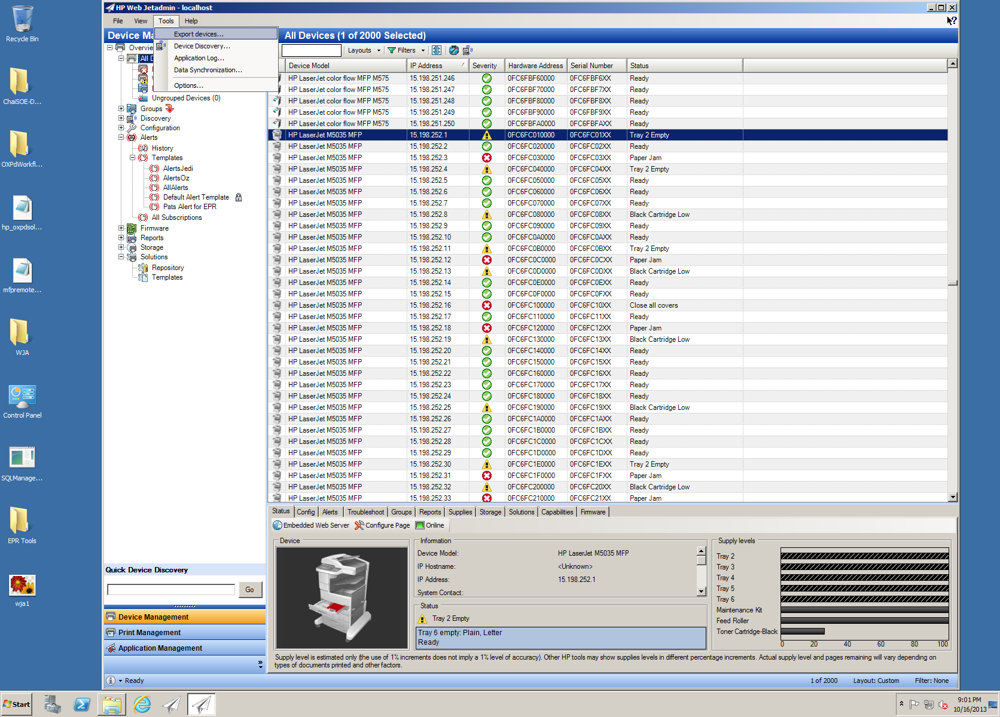 HP Web Jetadmin - localhost
File View Tools Help
Export devices...
Device Discovery...
Application Log...
Data Synchronization...
Options...
Recycle Bin
ChaiSOE-D...
OXPdWorkfl...
hp_oxpdsol...
mfpremote...
WJA
Control Panel
SQLManage...
EPR Tools
wja1
Device Ma
Overvie
All D
Ungrouped Devices (0)
Groups
Discovery
Configuration
Alerts
History
Templates
AlertsJedi
AlertsOz
AllAlerts
Default Alert Template
Pats Alert for EPR
All Subscriptions
Firmware
Reports
Storage
Solutions
Repository
Templates
Quick Device Discovery
Go
Device Management
Print Management
Application Management
All Devices (1 of 2000 Selected)
Layouts Filters
Device Model IP Address Severity Hardware Address Serial Number Status
HP LaserJet color flow MFP M575 15.198.251.246 0FC6FBF60000 0FC6FBF6XX Ready
HP LaserJet color flow MFP M575 15.198.251.247 0FC6FBF70000 0FC6FBF7XX Ready
HP LaserJet color flow MFP M575 15.198.251.248 0FC6FBF80000 0FC6FBF8XX Ready
HP LaserJet color flow MFP M575 15.198.251.249 0FC6FBF90000 0FC6FBF9XX Ready
HP LaserJet color flow MFP M575 15.198.251.250 0FC6FBFA0000 0FC6FBFAXX Ready
HP LaserJet M5035 MFP 15.198.252.1 0FC6FC010000 0FC6FC01XX Tray 2 Empty
HP LaserJet M5035 MFP 15.198.252.2 0FC6FC020000 0FC6FC02XX Ready
HP LaserJet M5035 MFP 15.198.252.3 0FC6FC030000 0FC6FC03XX Paper Jam
HP LaserJet M5035 MFP 15.198.252.4 0FC6FC040000 0FC6FC04XX Tray 2 Empty
HP LaserJet M5035 MFP 15.198.252.5 0FC6FC050000 0FC6FC05XX Ready
HP LaserJet M5035 MFP 15.198.252.6 0FC6FC060000 0FC6FC06XX Ready
HP LaserJet M5035 MFP 15.198.252.7 0FC6FC070000 0FC6FC07XX Ready
HP LaserJet M5035 MFP 15.198.252.8 0FC6FC080000 0FC6FC08XX Black Cartridge Low
HP LaserJet M5035 MFP 15.198.252.9 0FC6FC090000 0FC6FC09XX Ready
HP LaserJet M5035 MFP 15.198.252.10 0FC6FC0A0000 0FC6FC0AXX Ready
HP LaserJet M5035 MFP 15.198.252.11 0FC6FC0B0000 0FC6FC0BXX Tray 2 Empty
HP LaserJet M5035 MFP 15.198.252.12 0FC6FC0C0000 0FC6FC0CXX Paper Jam
HP LaserJet M5035 MFP 15.198.252.13 0FC6FC0D0000 0FC6FC0DXX Black Cartridge Low
HP LaserJet M5035 MFP 15.198.252.14 0FC6FC0E0000 0FC6FC0EXX Ready
HP LaserJet M5035 MFP 15.198.252.15 0FC6FC0F0000 0FC6FC0FXX Ready
HP LaserJet M5035 MFP 15.198.252.16 0FC6FC100000 0FC6FC10XX Close all covers
HP LaserJet M5035 MFP 15.198.252.17 0FC6FC110000 0FC6FC11XX Ready
HP LaserJet M5035 MFP 15.198.252.18 0FC6FC120000 0FC6FC12XX Paper Jam
HP LaserJet M5035 MFP 15.198.252.19 0FC6FC130000 0FC6FC13XX Black Cartridge Low
HP LaserJet M5035 MFP 15.198.252.20 0FC6FC140000 0FC6FC14XX Ready
HP LaserJet M5035 MFP 15.198.252.21 0FC6FC150000 0FC6FC15XX Ready
HP LaserJet M5035 MFP 15.198.252.22 0FC6FC160000 0FC6FC16XX Ready
HP LaserJet M5035 MFP 15.198.252.23 0FC6FC170000 0FC6FC17XX Ready
HP LaserJet M5035 MFP 15.198.252.24 0FC6FC180000 0FC6FC18XX Ready
HP LaserJet M5035 MFP 15.198.252.25 0FC6FC190000 0FC6FC19XX Black Cartridge Low
HP LaserJet M5035 MFP 15.198.252.26 0FC6FC1A0000 0FC6FC1AXX Ready
HP LaserJet M5035 MFP 15.198.252.27 0FC6FC1B0000 0FC6FC1BXX Ready
HP LaserJet M5035 MFP 15.198.252.28 0FC6FC1C0000 0FC6FC1CXX Ready
HP LaserJet M5035 MFP 15.198.252.29 0FC6FC1D0000 0FC6FC1DXX Ready
HP LaserJet M5035 MFP 15.198.252.30 0FC6FC1E0000 0FC6FC1EXX Tray 2 Empty
HP LaserJet M5035 MFP 15.198.252.31 0FC6FC1F0000 0FC6FC1FXX Paper Jam
HP LaserJet M5035 MFP 15.198.252.32 0FC6FC200000 0FC6FC20XX Black Cartridge Low
HP LaserJet M5035 MFP 15.198.252.33 0FC6FC210000 0FC6FC21XX Paper Jam
Status Config Alerts Troubleshoot Groups Reports Supplies Storage Solutions Capabilities Firmware
Embedded Web Server Configure Page Online
Device
Information
Device Model: HP LaserJet M5035 MFP
IP Hostname: <Unknown>
IP Address: 15.198.252.1
System Contact:
Status
Tray 2 Empty
Tray 6 empty: Plain, Letter
Ready
Supply levels
Tray 2
Tray 3
Tray 4
Tray 5
Tray 6
Maintenance Kit
Feed Roller
Toner Cartridge-Black
0 20 40 60 80 100
Supply level is estimated only (the use of 1% increments does not imply a 1% level of accuracy). Other HP tools may show supplies levels in different percentage increments. Actual supply level and pages remaining will vary depending on
types of documents printed and other factors.
Ready
1 of 2000 Layout: Custom Filter: None
Start
9:01 PM
10/16/2013